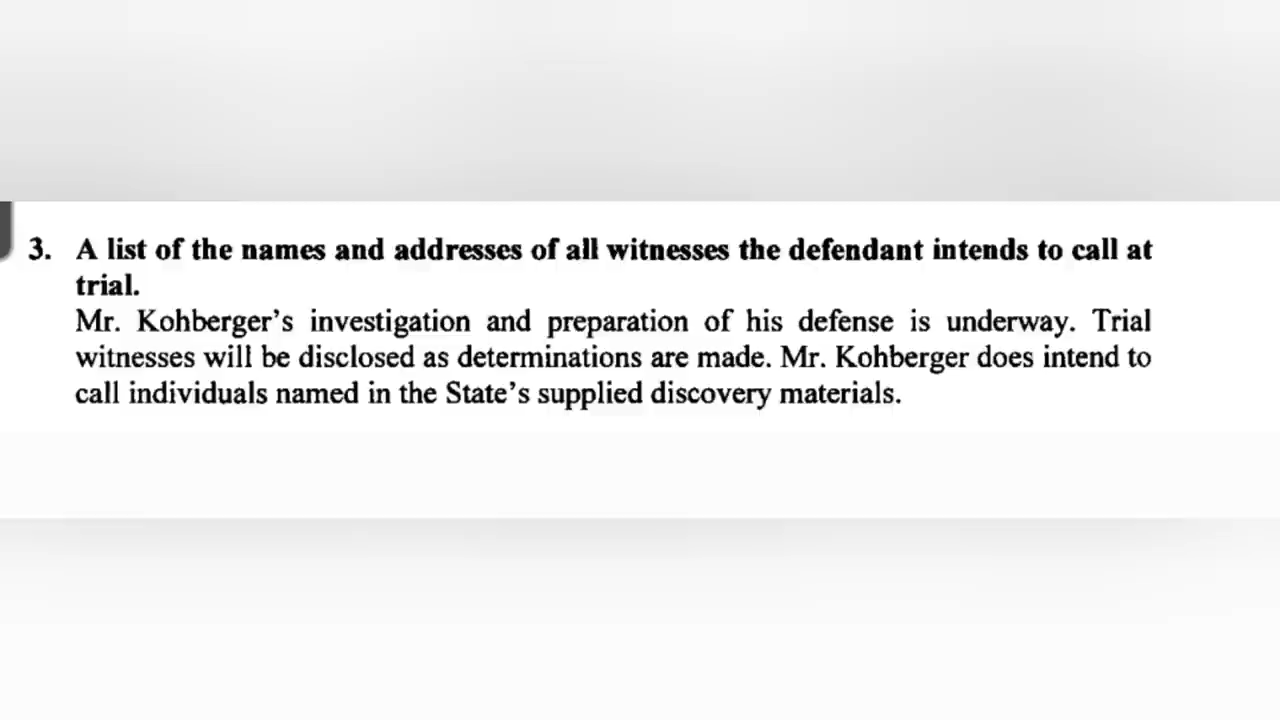 3. A list of the names and addresses of all witnesses the defendant intends to call at
trial.
Mr. Kohberger's investigation and preparation of his defense is underway. Trial
witnesses will be disclosed as determinations are made. Mr. Kohberger does intend to
call individuals named in the State's supplied discovery materials.